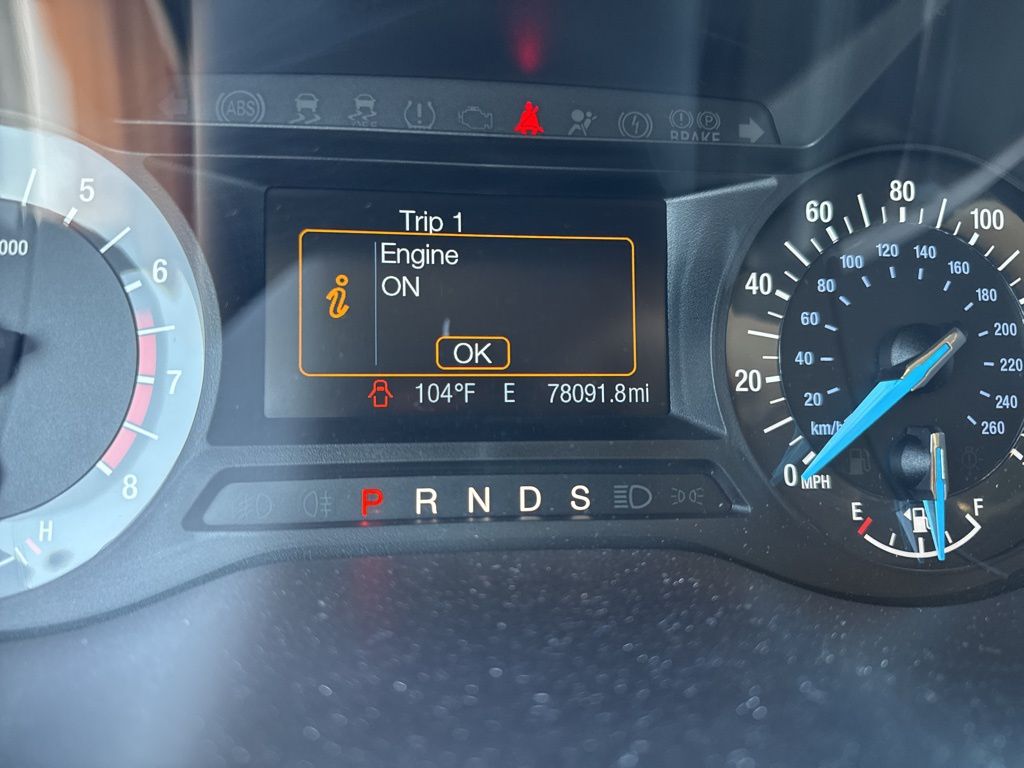 ABS
BRAKE
5
6
7
8
000
H
Trip 1
Engine
ON
OK
104°F E 78091.8mi
P R N D S
0 20 40 60 80 100
MPH
20 40 60 80 100 120 140 160 180 200 220 240 260
km/h
E F